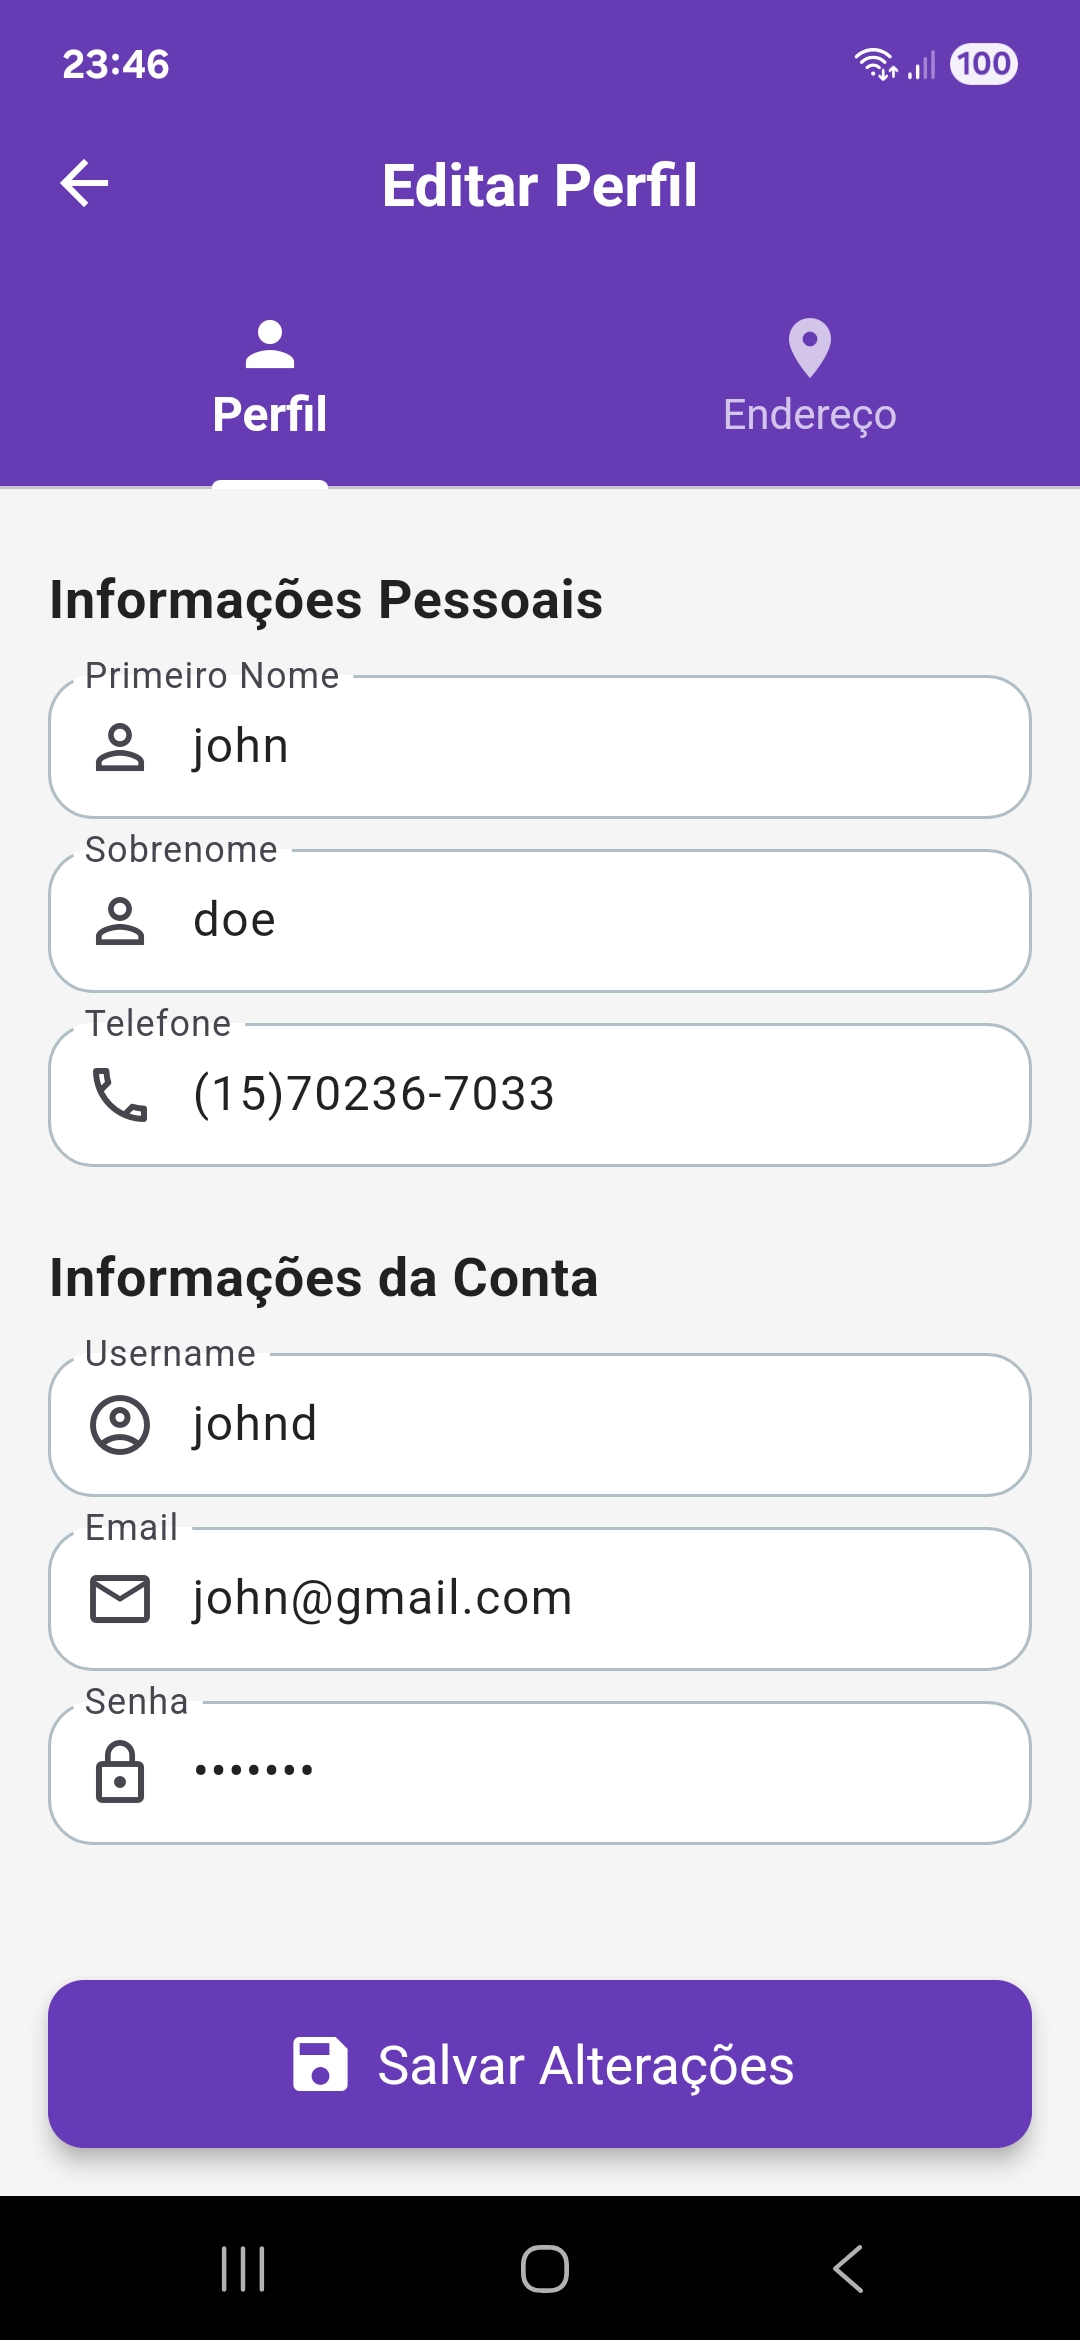 23:46
100
Editar Perfil
Perfil
Endereço
Informações Pessoais
Primeiro Nome
john
Sobrenome
doe
Telefone
(15)70236-7033
Informações da Conta
Username
johnd
Email
john@gmail.com
Senha
•••••••
Salvar Alterações